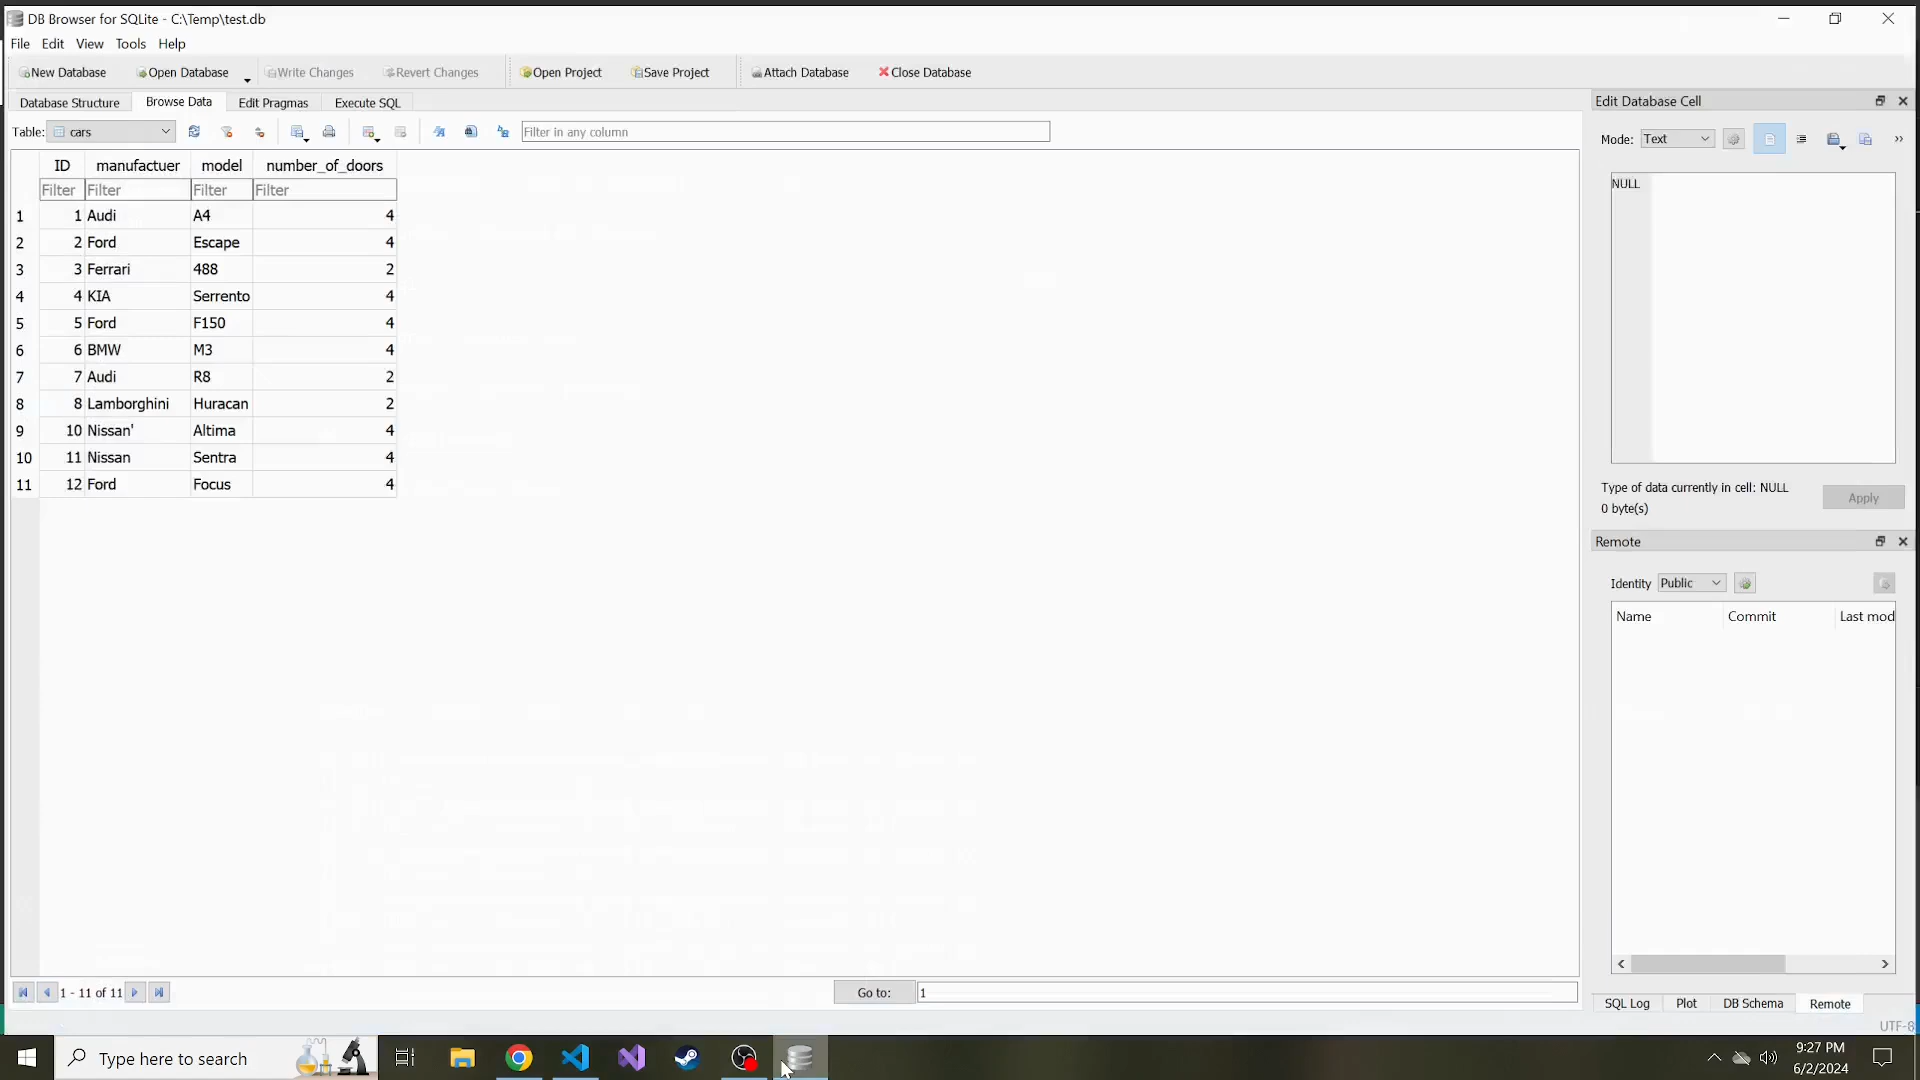 DB Browser for SQLite - C:\Temp\test.db
File Edit View Tools Help
New Database Open Database Write Changes Revert Changes Open Project Save Project Attach Database Close Database
Database Structure Browse Data Edit Pragmas Execute SQL
Table: cars Filter in any column
ID manufactuer model number_of_doors
Filter Filter Filter Filter
1 1 Audi A4 4
2 2 Ford Escape 4
3 3 Ferrari 488 2
4 4 KIA Serrento 4
5 5 Ford F150 4
6 6 BMW M3 4
7 7 Audi R8 2
8 8 Lamborghini Huracan 2
9 10 Nissan' Altima 4
10 11 Nissan Sentra 4
11 12 Ford Focus 4
1 - 11 of 11 Go to: 1
Edit Database Cell
Mode: Text
NULL
Type of data currently in cell: NULL
0 byte(s)
Apply
Remote
Identity Public
Name Commit Last mod
SQL Log Plot DB Schema Remote
UTF-8
Type here to search
9:27 PM
6/2/2024